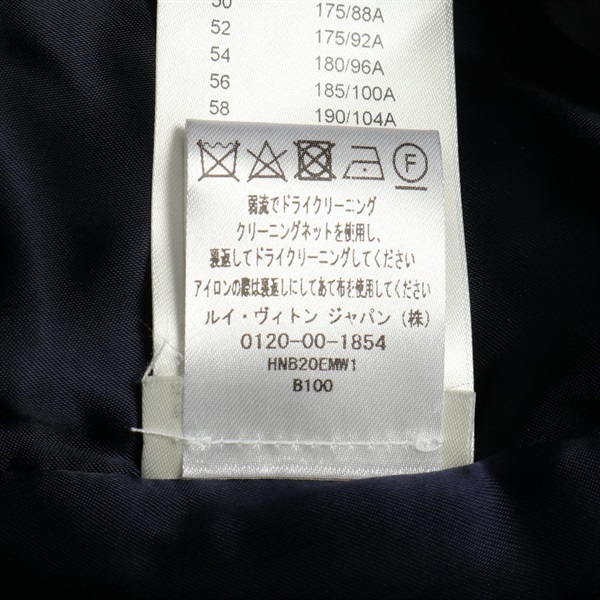 50 175/88A
52 175/92A
54 180/96A
56 185/100A
58 190/104A
F
弱流でドライクリーニング
クリーニングネットを使用し、
裏返してドライクリーニングしてください
アイロンの際は裏返しにしてあて布を使用してください
ルイ・ヴィトン ジャパン (株)
0120-00-1854
HNB20EMW1
B100